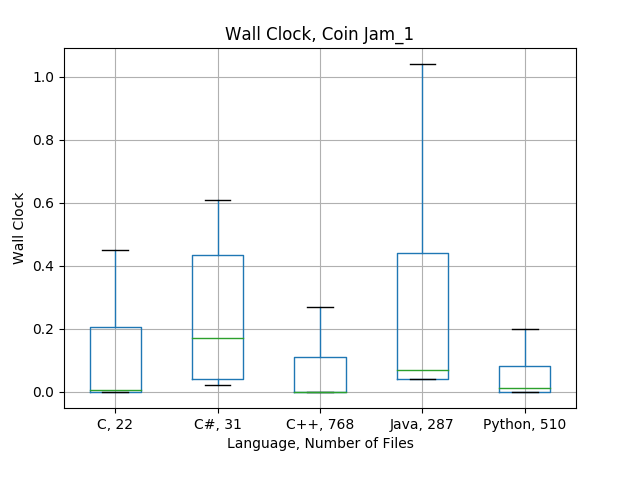 Wall Clock, Coin Jam_1
1.0
0.8
0.6
0.4
0.2
0.0
Wall Clock
C, 22
C#, 31
C++, 768
Java, 287
Python, 510
Language, Number of Files